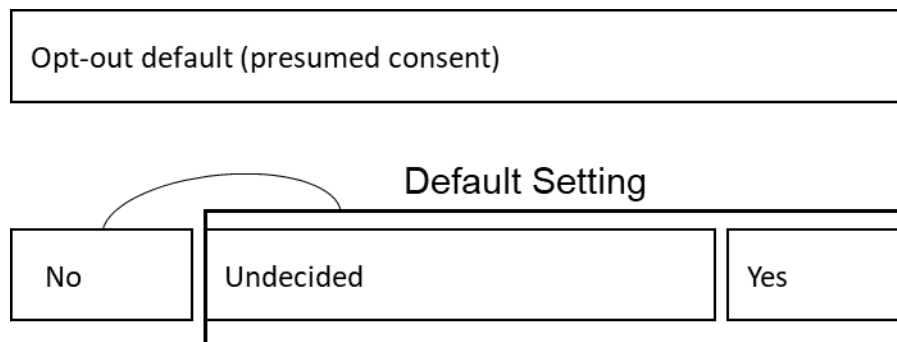 Opt-out default (presumed consent)
Default Setting
No
Undecided
Yes